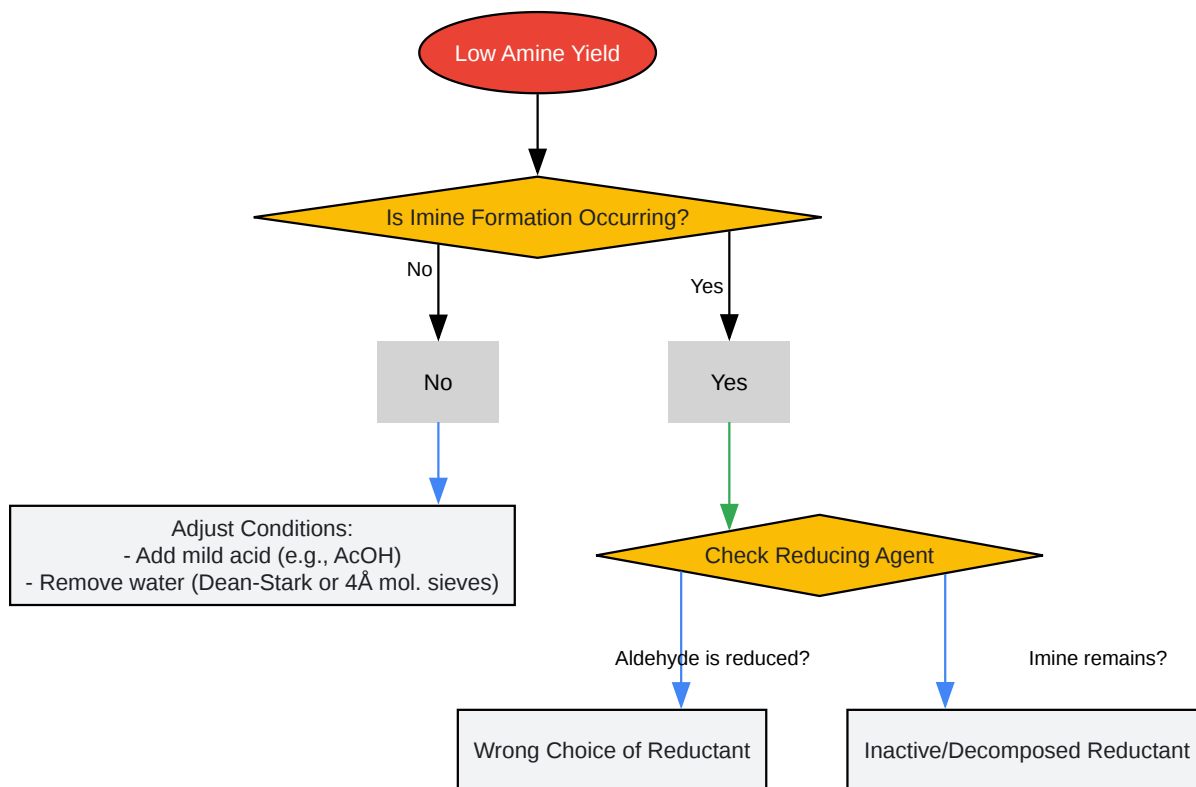 Low Amine Yield
Is Imine Formation Occurring?
No
Yes
No
Yes
Adjust Conditions:
- Add mild acid (e.g., AcOH)
- Remove water (Dean-Stark or 4Å mol. sieves)
Check Reducing Agent
Aldehyde is reduced?
Imine remains?
Wrong Choice of Reductant
Inactive/Decomposed Reductant